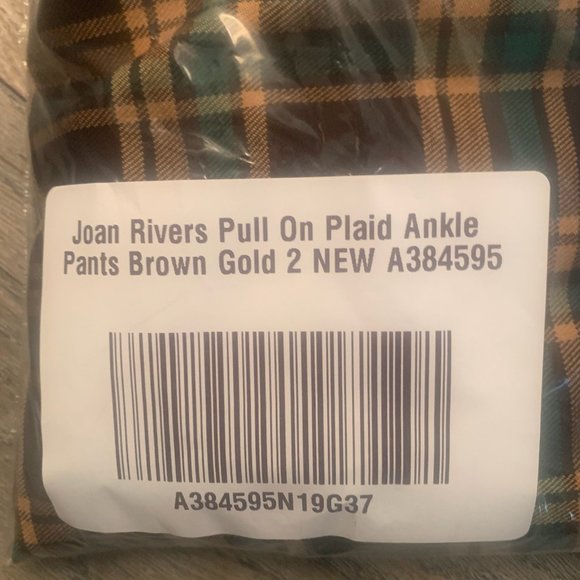 Joan Rivers Pull On Plaid Ankle
Pants Brown Gold 2 NEW A384595
A384595N19G37